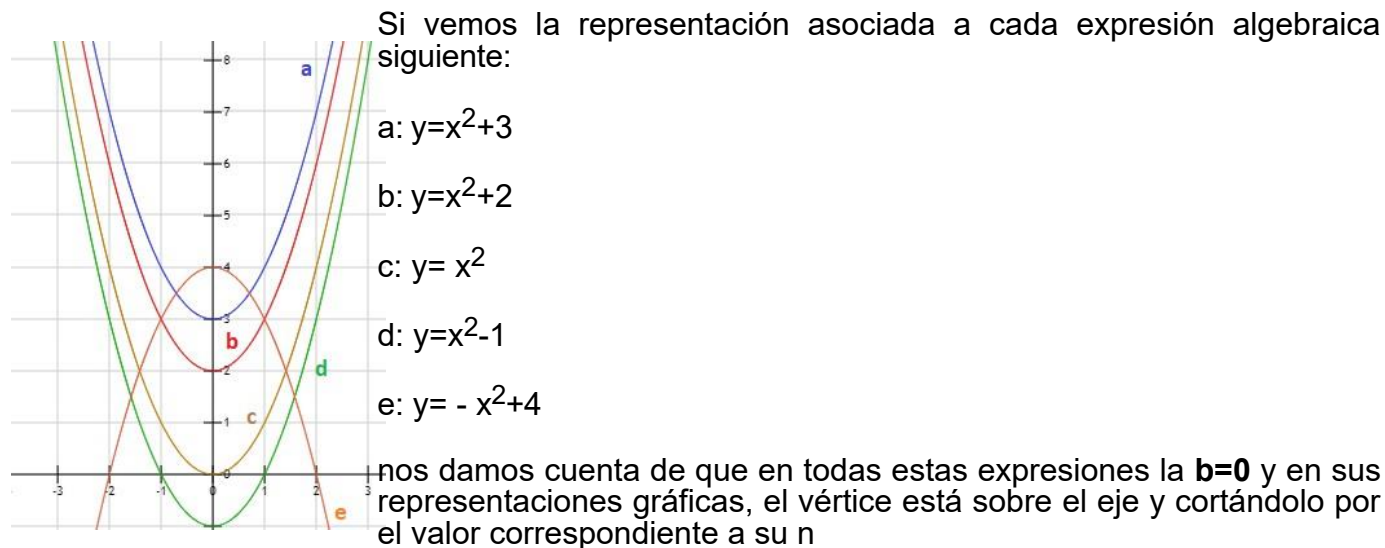 Si vemos la representación asociada a cada expresión algebraica
siguiente:
a: y=x²+3
b: y=x²+2
c: y= x²
d: y=x²-1
e: y= - x²+4
nos damos cuenta de que en todas estas expresiones la b=0 y en sus
representaciones gráficas, el vértice está sobre el eje y cortándolo por
el valor correspondiente a su n
8
a
7
6
5
4
3
b
2
d
c
1
0
-3 -2 -1 0 1 2 3
e